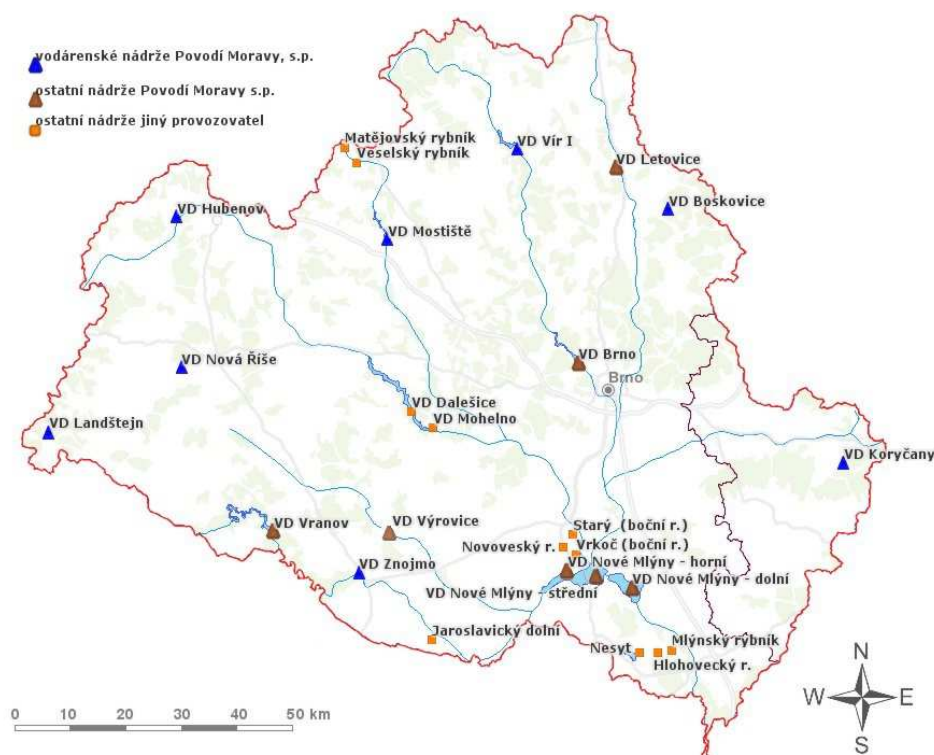 vodárenské nádrže Povodí Moravy, s.p.
ostatní nádrže Povodí Moravy s.p.
ostatní nádrže jiný provozovatel
Matějovský rybník
Veselský rybník
VD Vír I
VD Letovice
VD Boskovice
VD Hubenov
VD Mostiště
VD Nová Říše
VD Brno
Brno
VD Landštejn
VD Dalešice
VD Mohelno
VD Koryčany
VD Vranov
VD Výrovice
Starý (boční r.)
Novoveský r.
Vrkoč (boční r.)
VD Znojmo
VD Nové Mlýny - horní
VD Nové Mlýny - dolní
VD Nové Mlýny - střední
Jaroslavický dolní
Nesyt
Mlýnský rybník
Hlohovecký r.
N
W
E
S
0 10 20 30 40 50 km